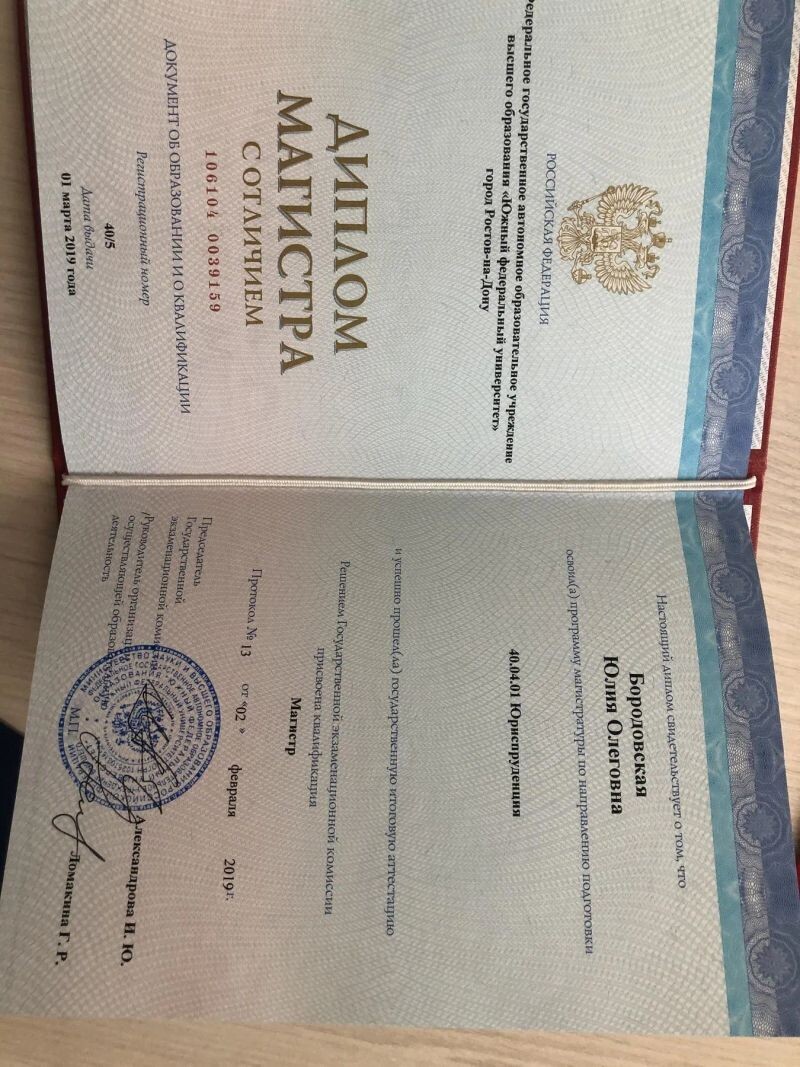 РОССИЙСКАЯ ФЕДЕРАЦИЯ
Федеральное государственное автономное образовательное учреждение
высшего образования «Южный федеральный университет»
город Ростов-на-Дону
ДИПЛОМ
МАГИСТРА
С ОТЛИЧИЕМ
106104 0039159
ДОКУМЕНТ ОБ ОБРАЗОВАНИИ И О КВАЛИФИКАЦИИ
Регистрационный номер
40/5
Дата выдачи
01 марта 2019 года
Настоящий диплом свидетельствует о том, что
Бородовская
Юлия Олеговна
освоил(а) программу магистратуры по направлению подготовки
40.04.01 Юриспруденция
и успешно прошел(ла) государственную итоговую аттестацию
Решением Государственной экзаменационной комиссии
присвоена квалификация
Магистр
Протокол № 13 от "02 " февраля 2019 г.
Председатель
Государственной
экзаменационной
Александрова И. Ю.
/Руководитель
осуществляющей
деятельность
М.П.
Ломакина Г. Р.